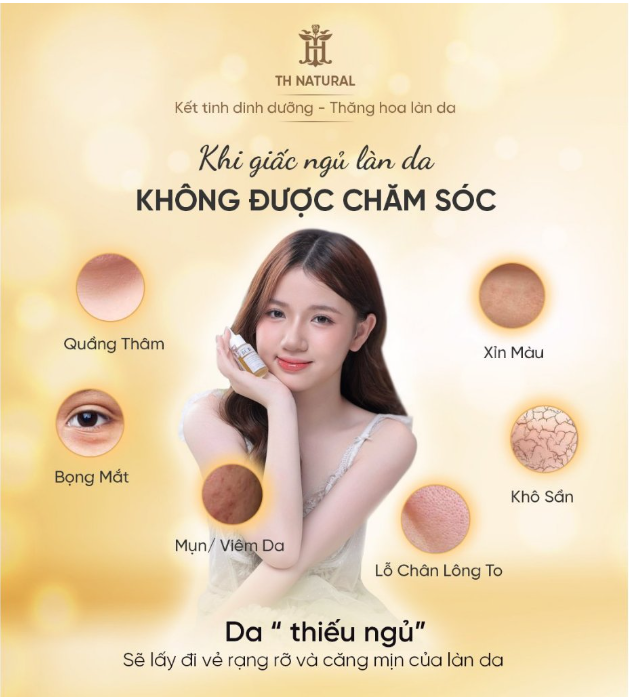 TH NATURAL
Kết tinh dinh dưỡng - Thăng hoa làn da
Khi giấc ngủ làn da
KHÔNG ĐƯỢC CHĂM SÓC
Quầng Thâm
Xỉn Màu
Bọng Mắt
Khô Sần
Mụn/ Viêm Da
Lỗ Chân Lông To
Da “ thiếu ngủ”
Sẽ lấy đi vẻ rạng rỡ và căng mịn của làn da